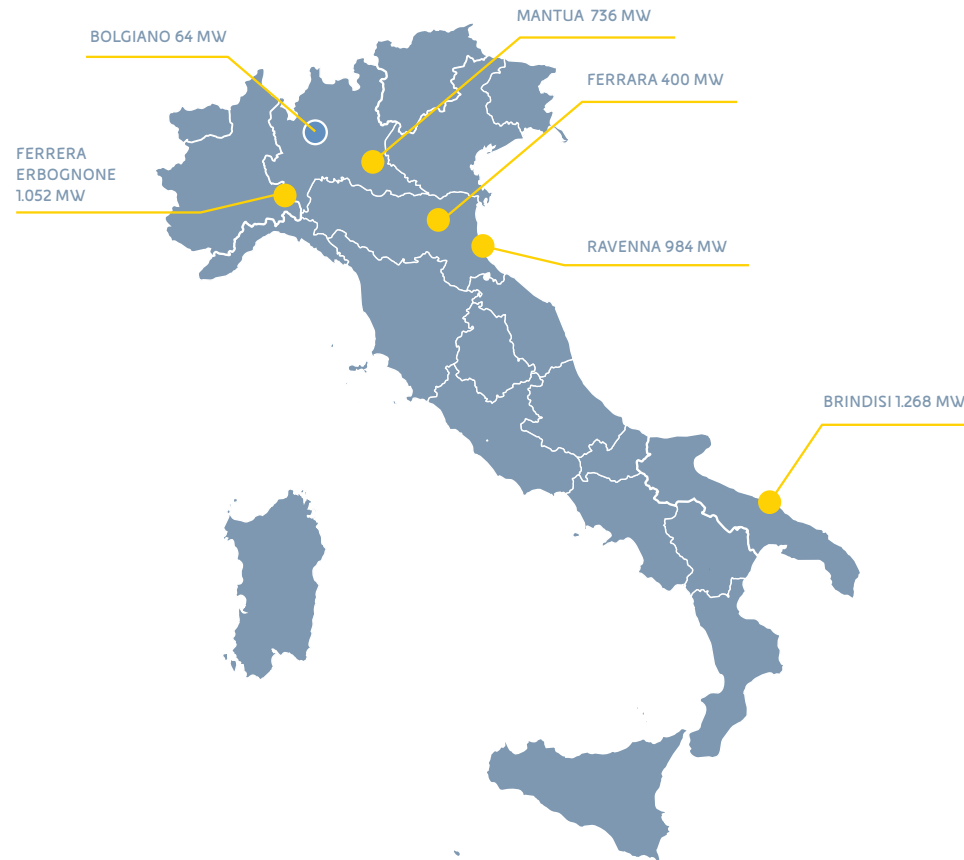 MANTUA 736 MW
BOLGIANO 64 MW
FERRARA 400 MW
FERRERA
ERBOGNONE
1.052 MW
RAVENNA 984 MW
BRINDISI 1.268 MW